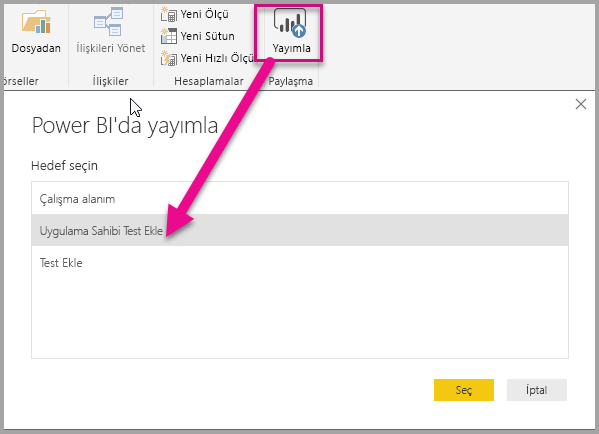 Dosyadan
İlişkileri Yönet
Yeni Ölçü
Yeni Sütun
Yeni Hızlı Ölçü
Yayımla
örseller
İlişkiler
Hesaplamalar
Paylaşma
Power BI'da yayımla
Hedef seçin
Çalışma alanım
Uygulama Sahibi Test Ekle
Test Ekle
Seç
İptal